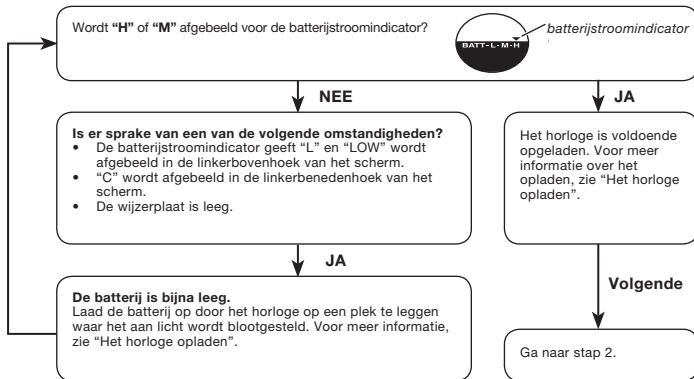 Wordt “H” of “M” afgebeeld voor de batterijstroomindicator?
batterijstroomindicator
BATT-L-M-H
NEE
JA
Is er sprake van een van de volgende omstandigheden?
• De batterijstroomindicator geeft “L” en “LOW” wordt
afgebeeld in de linkerbovenhoek van het scherm.
• “C” wordt afgebeeld in de linkerbenedenhoek van het
scherm.
• De wijzerplaat is leeg.
Het horloge is voldoende
opgeladen. Voor meer
informatie over het
opladen, zie “Het horloge
opladen”.
JA
Volgende
De batterij is bijna leeg.
Laad de batterij op door het horloge op een plek te leggen
waar het aan licht wordt blootgesteld. Voor meer informatie,
zie “Het horloge opladen”.
Ga naar stap 2.